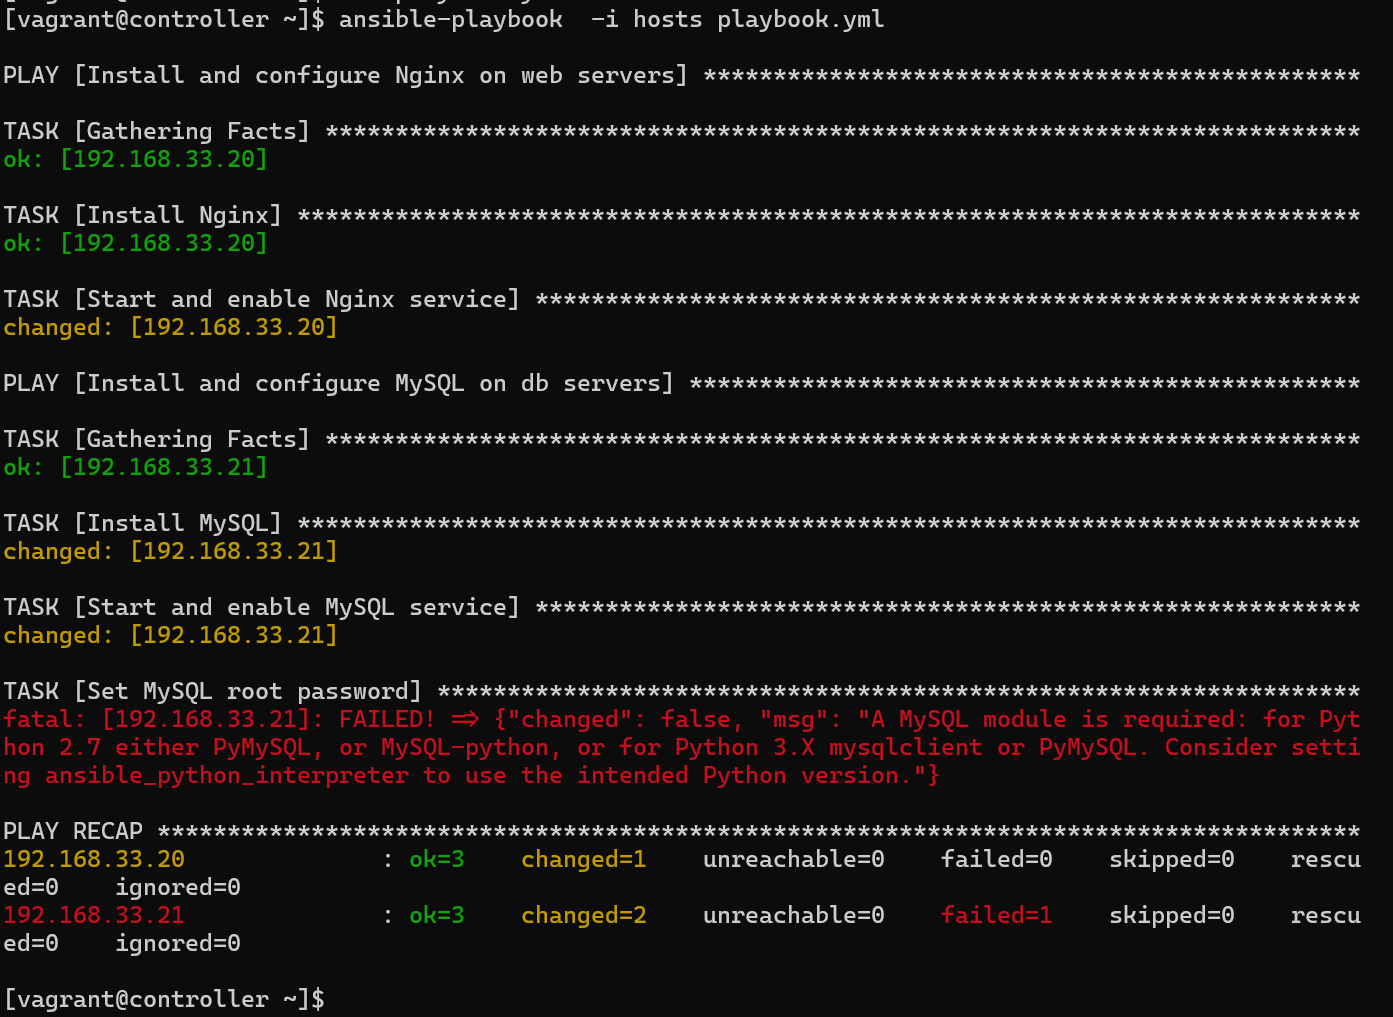 [vagrant@controller ~]$ ansible-playbook  -i hosts playbook.yml
PLAY [Install and configure Nginx on web servers] ***********************************************
TASK [Gathering Facts] **************************************************************************
ok: [192.168.33.20]
TASK [Install Nginx] ****************************************************************************
ok: [192.168.33.20]
TASK [Start and enable Nginx service] ***********************************************************
changed: [192.168.33.20]
PLAY [Install and configure MySQL on db servers] ************************************************
TASK [Gathering Facts] **************************************************************************
ok: [192.168.33.21]
TASK [Install MySQL] ****************************************************************************
changed: [192.168.33.21]
TASK [Start and enable MySQL service] ***********************************************************
changed: [192.168.33.21]
TASK [Set MySQL root password] ******************************************************************
fatal: [192.168.33.21]: FAILED! => {"changed": false, "msg": "A MySQL module is required: for Pyt
hon 2.7 either PyMySQL, or MySQL-python, or for Python 3.X mysqlclient or PyMySQL. Consider setti
ng ansible_python_interpreter to use the intended Python version."}
PLAY RECAP **************************************************************************************
192.168.33.20              : ok=3    changed=1    unreachable=0    failed=0    skipped=0    rescu
ed=0    ignored=0
192.168.33.21              : ok=3    changed=2    unreachable=0    failed=1    skipped=0    rescu
ed=0    ignored=0
[vagrant@controller ~]$